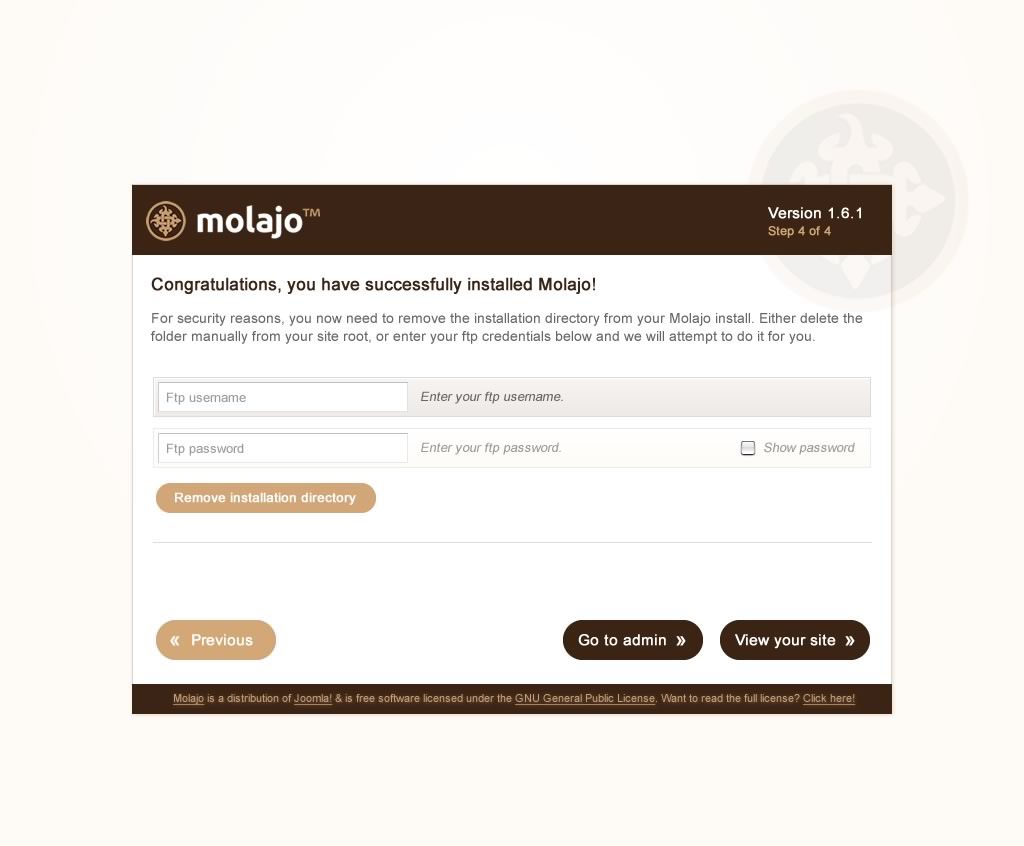 molajo™
Version 1.6.1
Step 4 of 4
Congratulations, you have successfully installed Molajo!
For security reasons, you now need to remove the installation directory from your Molajo install. Either delete the
folder manually from your site root, or enter your ftp credentials below and we will attempt to do it for you.
Ftp username Enter your ftp username.
Ftp password Enter your ftp password. Show password
Remove installation directory
« Previous Go to admin » View your site »
Molajo is a distribution of Joomla! & is free software licensed under the GNU General Public License. Want to read the full license? Click here!